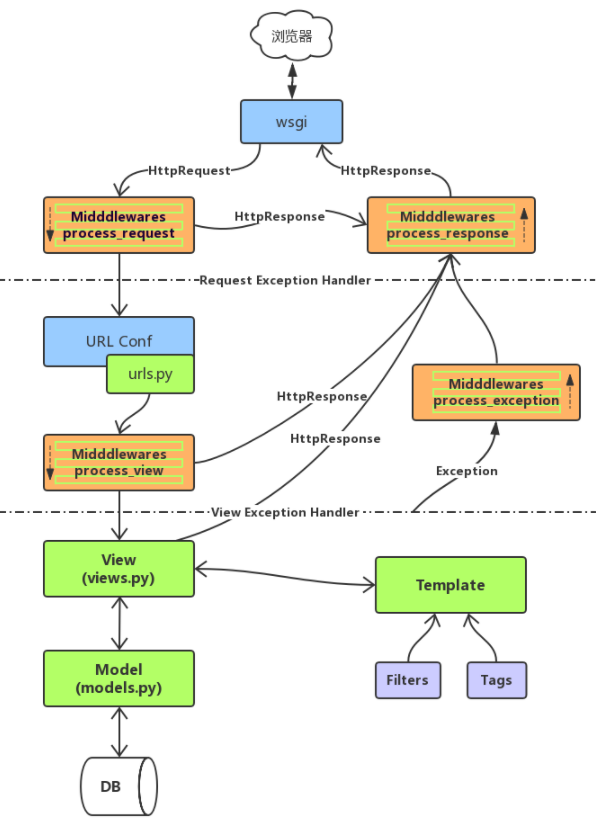 浏览器
wsgi
HttpRequest
HttpResponse
Midddlewares
process_request
HttpResponse
Midddlewares
process_response
Request Exception Handler
URL Conf
urls.py
Midddlewares
process_exception
HttpResponse
HttpResponse
Midddlewares
process_view
Exception
View Exception Handler
View
(views.py)
Template
Model
(models.py)
Filters
Tags
DB